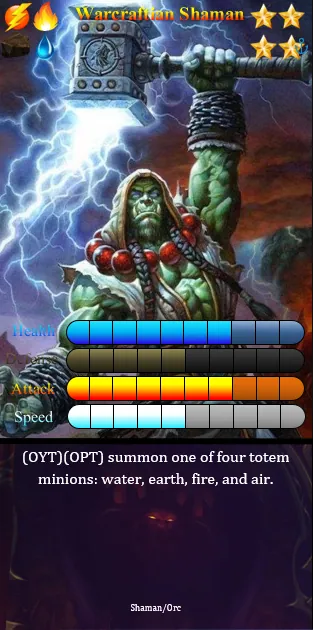 Warcraftian Shaman
Health
Defense
Attack
Speed
(OYT)(OPT) summon one of four totem
minions: water, earth, fire, and air.
Shaman/Orc